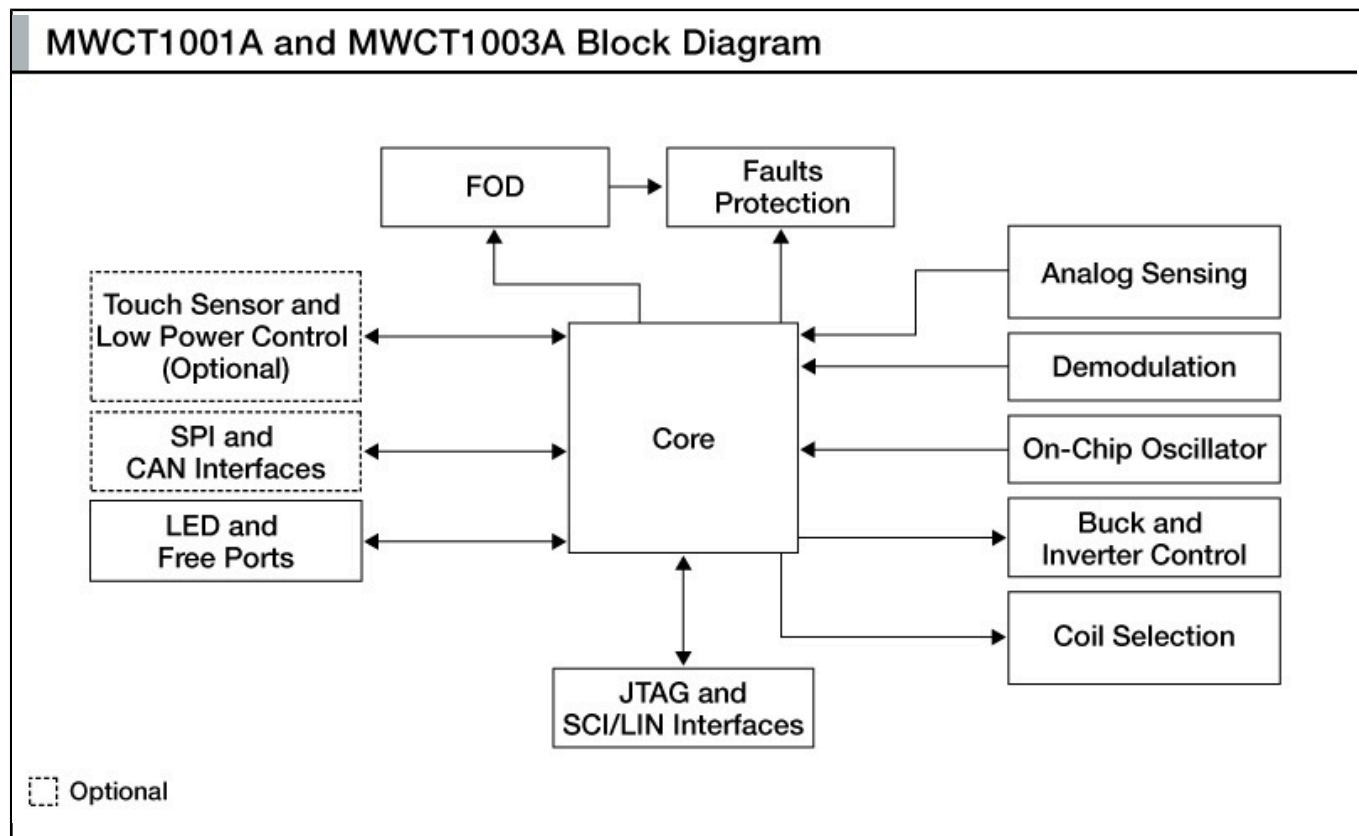 MWCT1001A and MWCT1003A Block Diagram
FOD
Faults
Protection
Analog Sensing
Touch Sensor and
Low Power Control
(Optional)
Demodulation
SPI and
CAN Interfaces
Core
On-Chip Oscillator
LED and
Free Ports
Buck and
Inverter Control
Coil Selection
JTAG and
SCI/LIN Interfaces
Optional